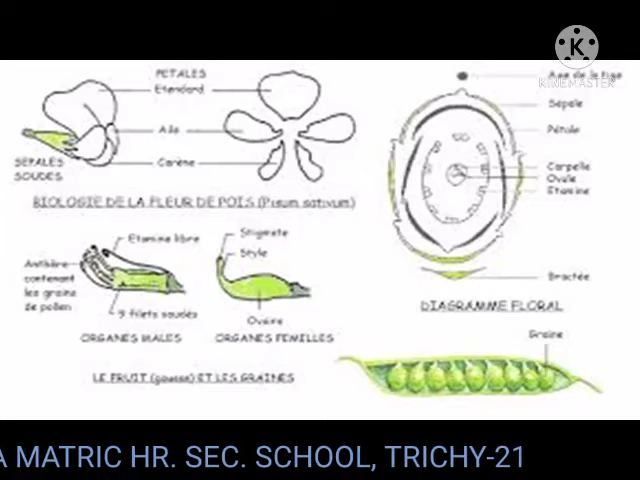 PETALES
Etendard
Aile
Carène
SEPALES
SOUDES
BIOLOGIE DE LA FLEUR DE POIS (Pisum sativum)
Axe de la tige
Sépale
Pétale
Carpelle
Ovule
Etamine
Bractée
DIAGRAMME FLORAL
Etamine libre
Anthère
contenant
les grains
de pollen
9 filets soudés
ORGANES MALES
Stigmate
Style
Ovaire
ORGANES FEMELLES
LE FRUIT (gousse) ET LES GRAINES
Graine
KINEMASTER
A MATRIC HR. SEC. SCHOOL, TRICHY-21